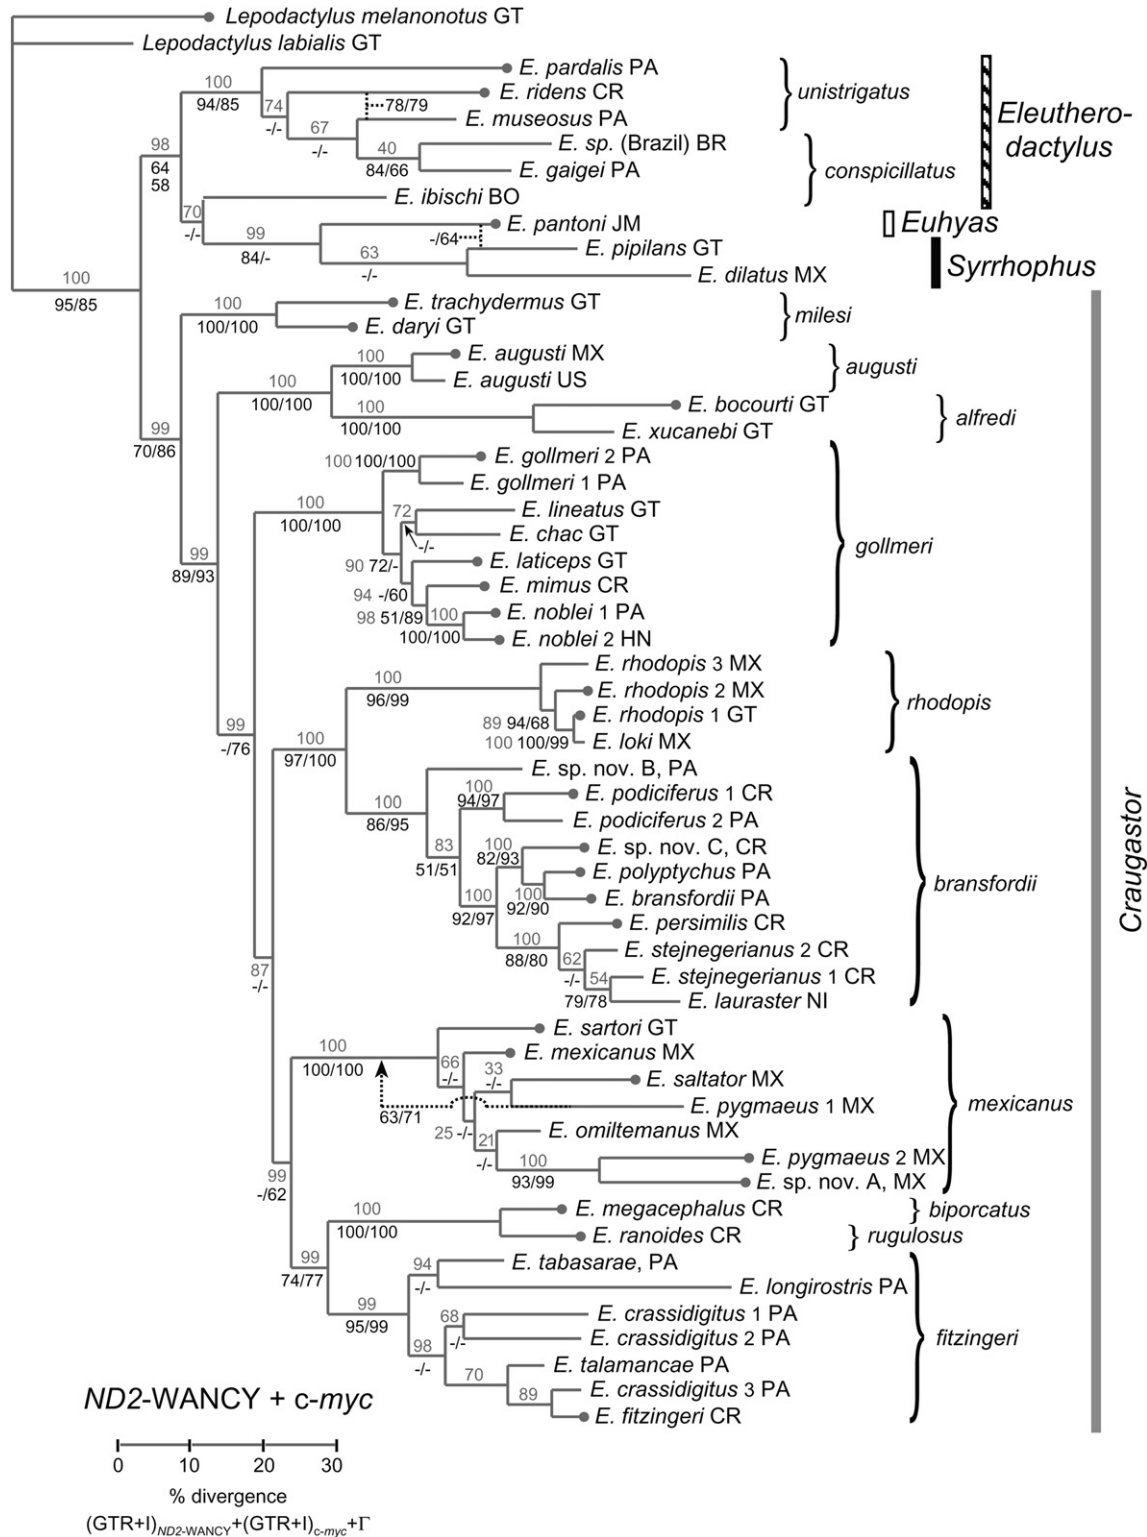 Lepodactylus melanonotus GT
Lepodactylus labialis GT
E. pardalis PA
100
94/85
E. ridens CR
unistrigatus
74
-/-
78/79
E. museosus PA
67
-/-
Eleuthero-
dactylus
E. sp. (Brazil) BR
40
84/66
E. gaigei PA
conspicillatus
98
64
58
E. ibischi BO
70
-/-
E. pantoni JM
Euhyas
99
84/-
-/64
E. pipilans GT
63
-/-
E. dilatus MX
Syrrhophus
100
95/85
E. trachydermus GT
100
100/100
milesi
E. daryi GT
E. augusti MX
100
100/100
augusti
E. augusti US
100
100/100
E. bocourti GT
100
100/100
alfredi
E. xucanebi GT
99
70/86
E. gollmeri 2 PA
100 100/100
E. gollmeri 1 PA
100
100/100
E. lineatus GT
72
E. chac GT
-/-
gollmeri
E. laticeps GT
90 72/-
99
89/93
E. mimus CR
94 -/60
E. noblei 1 PA
98 51/89
100
100/100
E. noblei 2 HN
E. rhodopis 3 MX
100
96/99
E. rhodopis 2 MX
rhodopis
E. rhodopis 1 GT
89 94/68
E. loki MX
100 100/99
99
-/76
100
97/100
E. sp. nov. B, PA
E. podiciferus 1 CR
100
94/97
100
86/95
E. podiciferus 2 PA
83
51/51
E. sp. nov. C, CR
100
82/93
E. polyptychus PA
bransfordii
E. bransfordii PA
100
92/90
100
92/97
E. persimilis CR
100
88/80
E. stejnegerianus 2 CR
62
-/-
E. stejnegerianus 1 CR
54
79/78
E. lauraster NI
Craugastor
87
-/-
E. sartori GT
100
100/100
E. mexicanus MX
66
-/-
E. saltator MX
33
-/-
E. pygmaeus 1 MX
mexicanus
63/71
25 -/-
E. omiltemanus MX
21
-/-
E. pygmaeus 2 MX
100
93/99
E. sp. nov. A, MX
99
-/62
E. megacephalus CR
biporcatus
100
100/100
E. ranoides CR
rugulosus
99
74/77
E. tabasarae, PA
94
-/-
E. longirostris PA
99
95/99
E. crassidigitus 1 PA
68
-/-
E. crassidigitus 2 PA
fitzingeri
98
-/-
E. talamancae PA
70
E. crassidigitus 3 PA
89
E. fitzingeri CR
ND2-WANCY + c-myc
0 10 20 30
% divergence
(GTR+I)ND2-WANCY+(GTR+I)c-myc+Γ